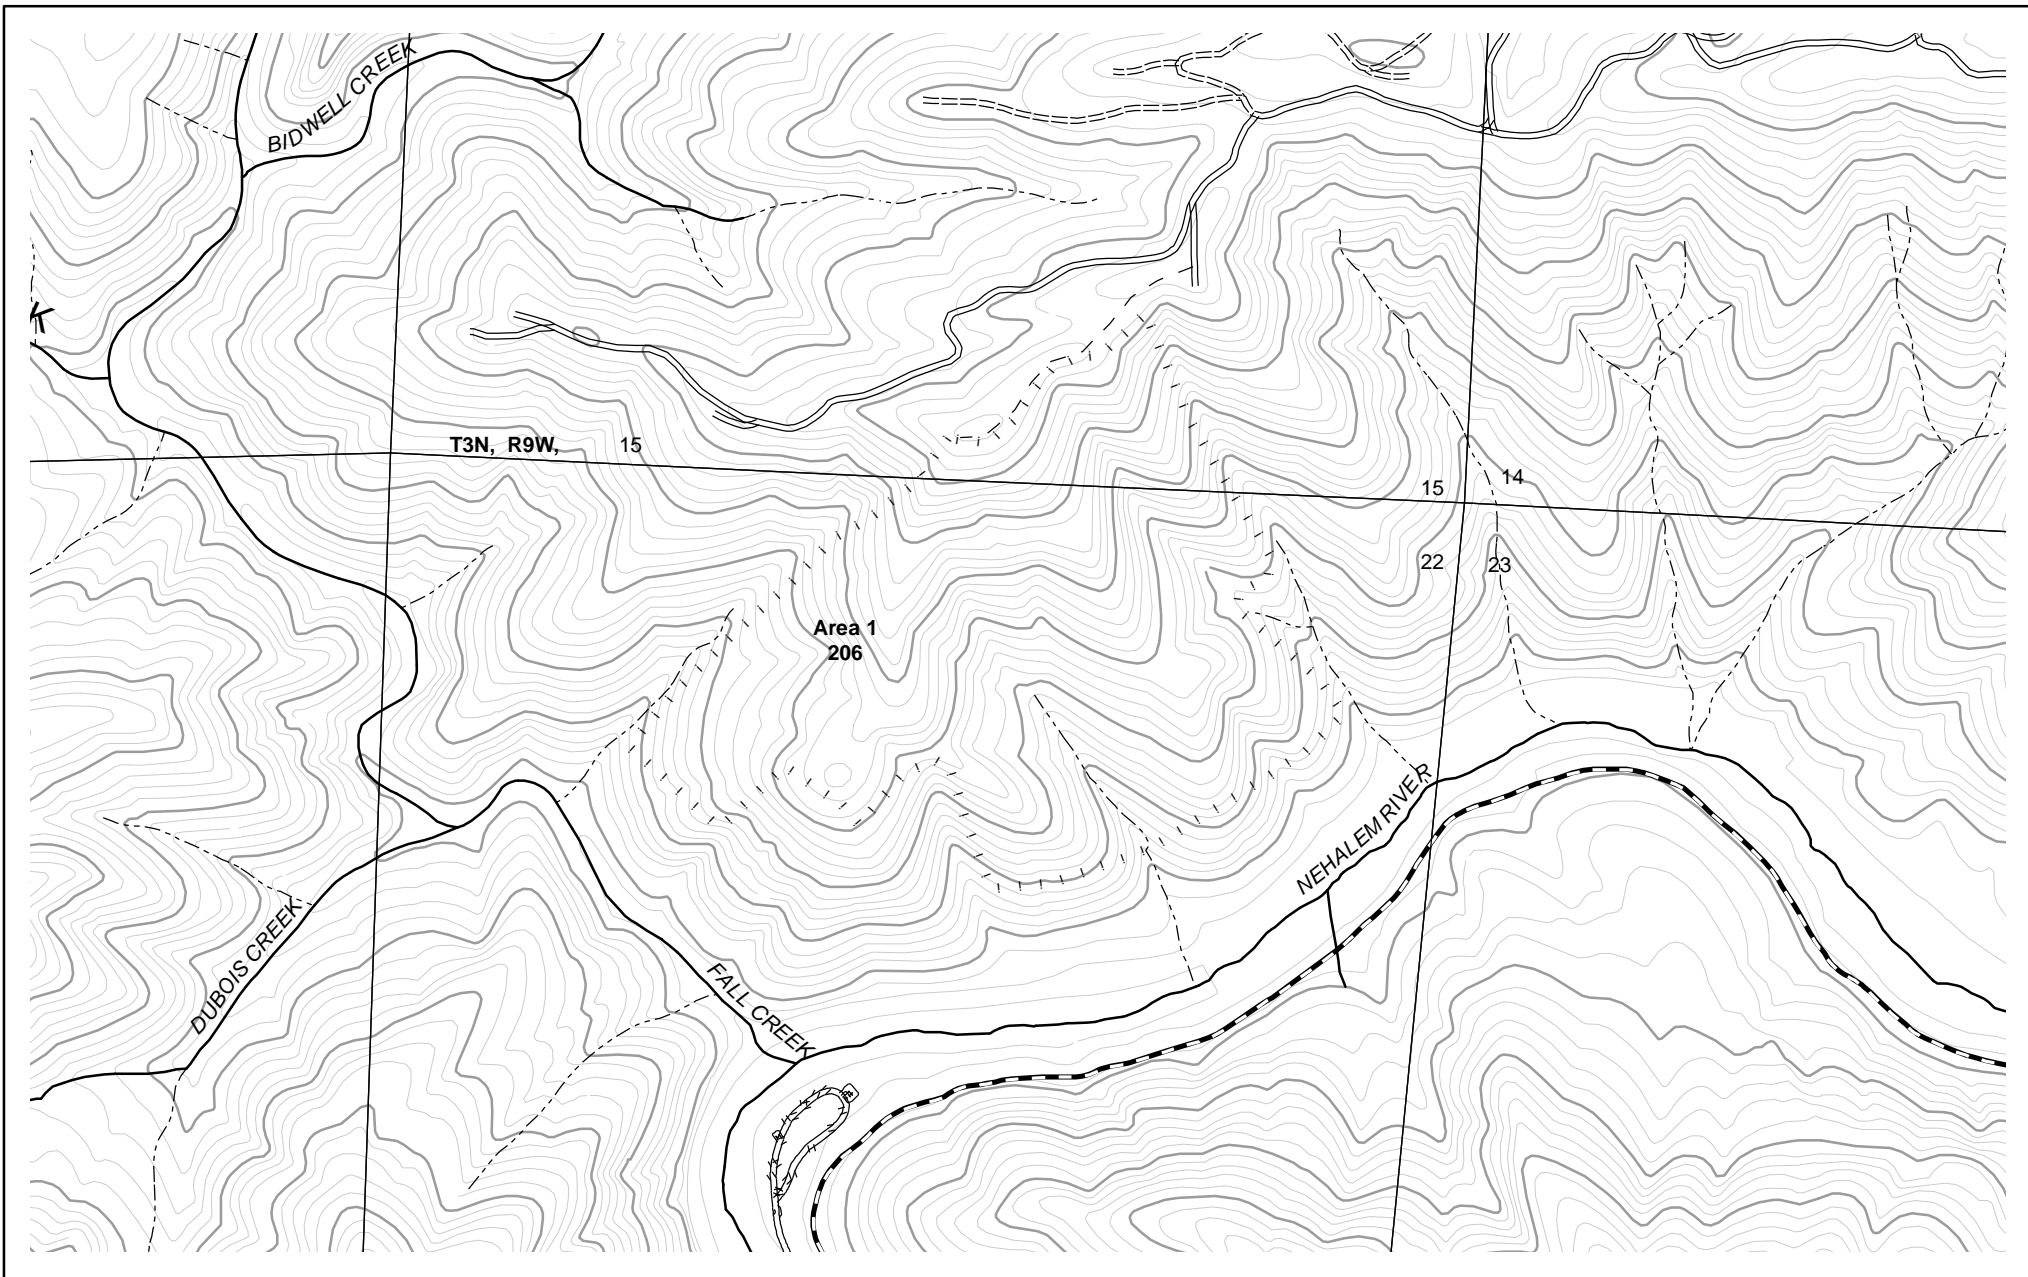 BIDWELL CREEK
K
T3N, R9W, 15
15 14
22 23
Area 1
206
NEHALEM RIVER
DUBOIS CREEK
FALL CREEK